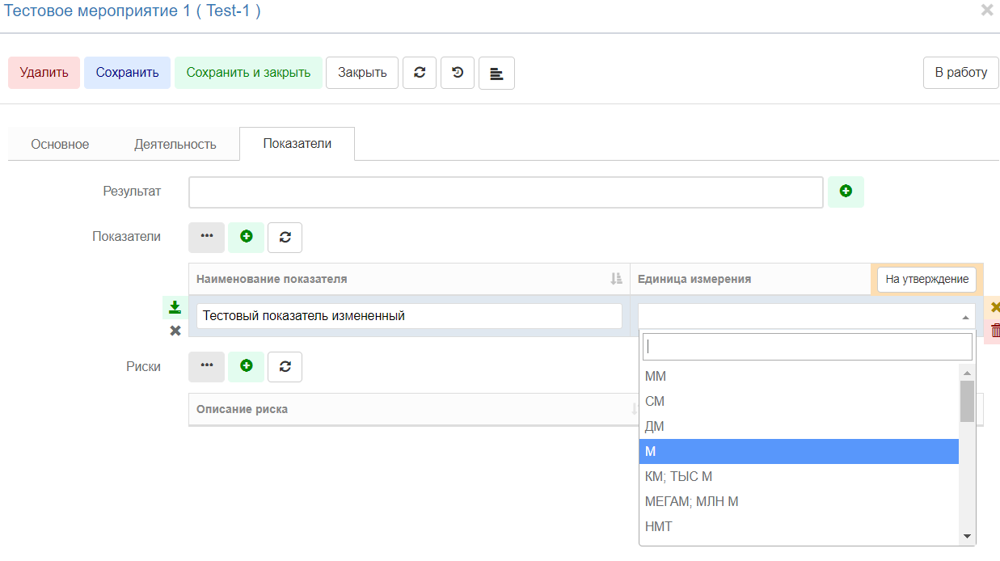 Тестовое мероприятие 1 ( Test-1 )
Удалить Сохранить Сохранить и закрыть Закрыть В работу
Основное Деятельность Показатели
Результат
Показатели
Наименование показателя Единица измерения На утверждение
Тестовый показатель измененный
Риски
Описание риска
ММ
СМ
ДМ
М
КМ; ТЫС М
МЕГАМ; МЛН М
НМТ